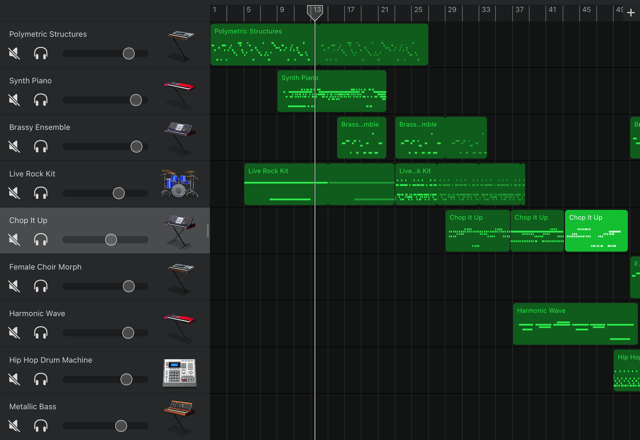 1 5 9 13 17 21 25 29 33 37 41 45 49
Polymetric Structures
Polymetric Structures
Synth Piano
Synth Piano
Brassy Ensemble
Brass...mble
Brass...mble
Live Rock Kit
Live Rock Kit
Live...k Kit
Chop It Up
Chop It Up
Chop It Up
Chop It Up
Female Choir Morph
Harmonic Wave
Harmonic Wave
Hip Hop Drum Machine
Hip Ho
Metallic Bass